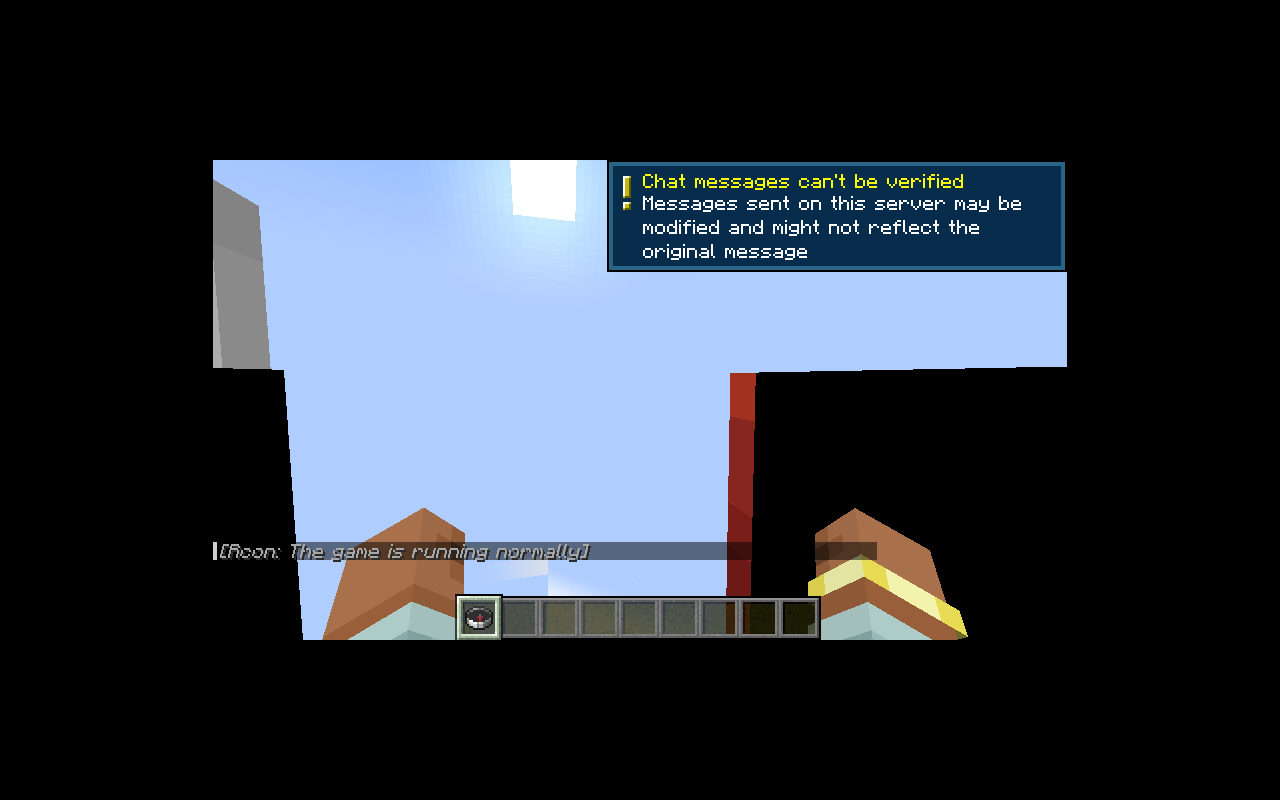 Chat messages can't be verified
Messages sent on this server may be
modified and might not reflect the
original message
[Rcon: The game is running normally]